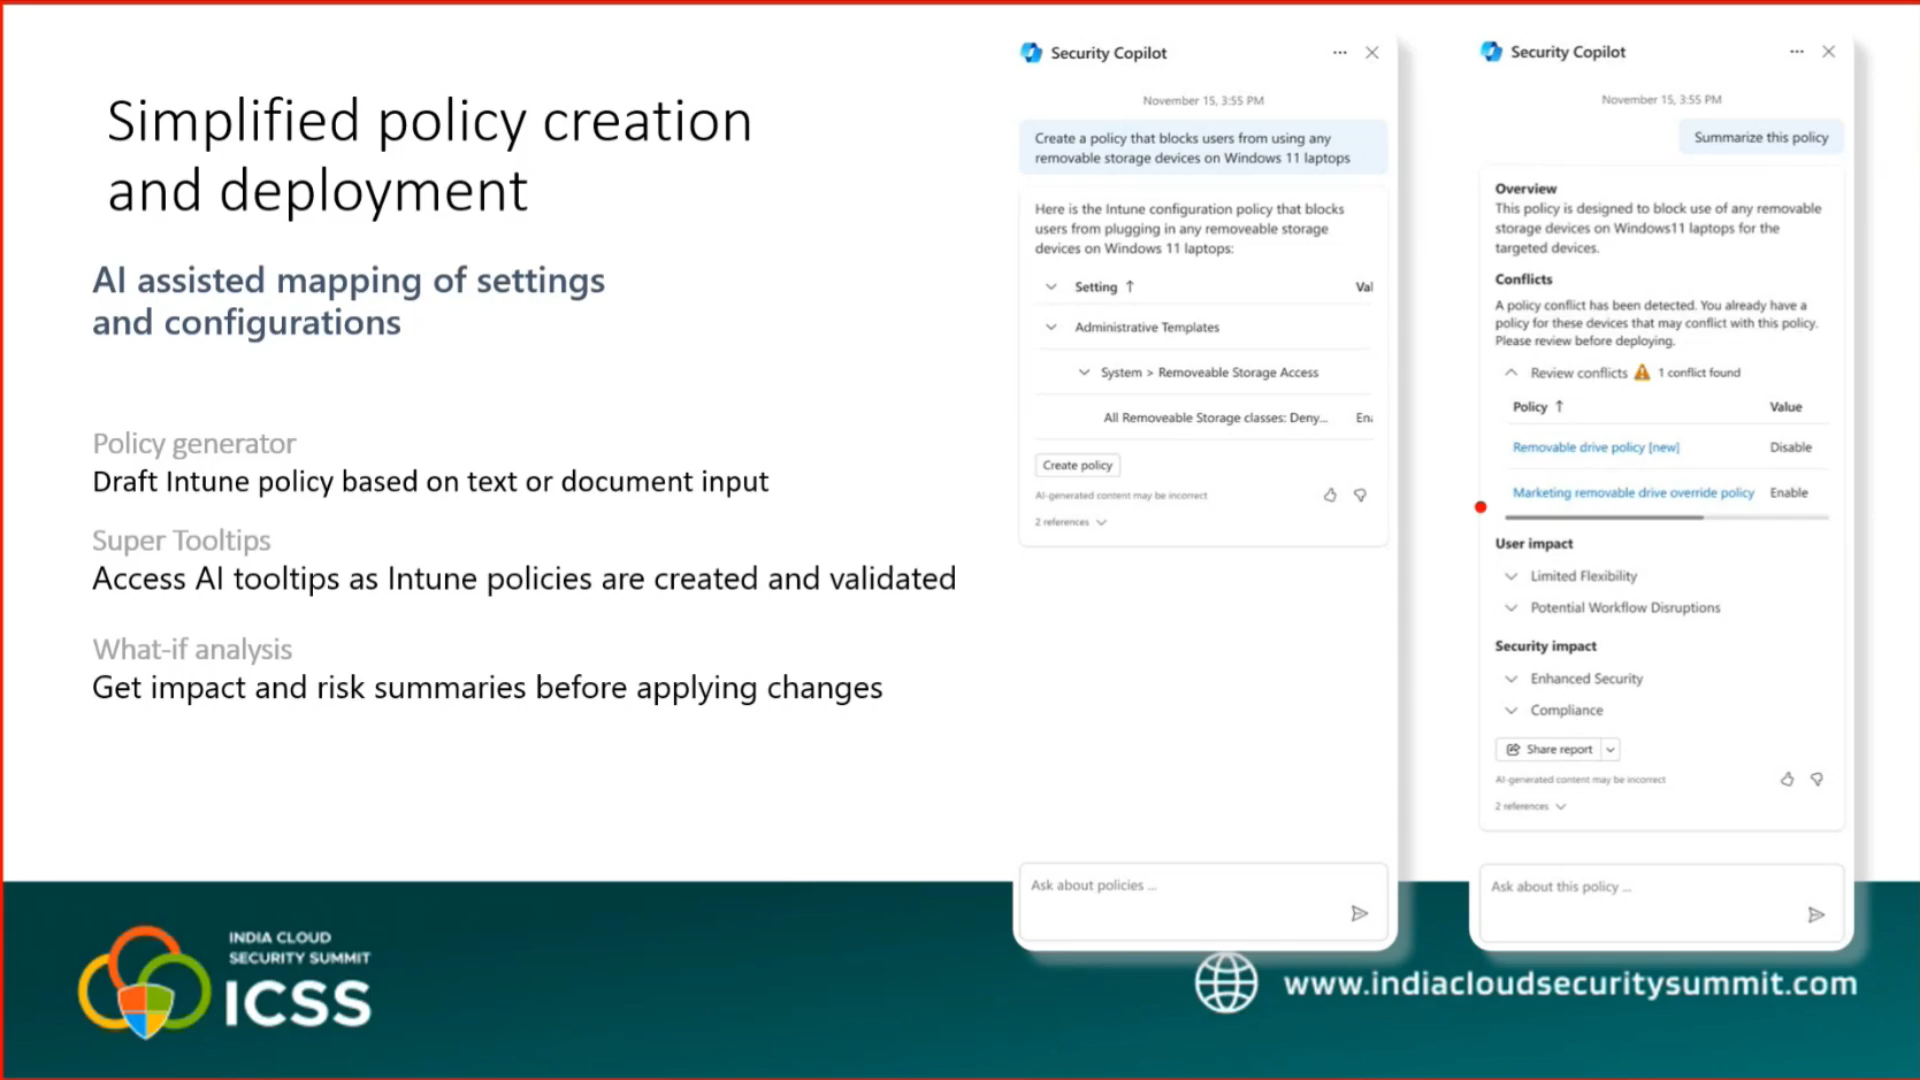 Simplified policy creation
and deployment
AI assisted mapping of settings
and configurations
Policy generator
Draft Intune policy based on text or document input
Super Tooltips
Access AI tooltips as Intune policies are created and validated
What-if analysis
Get impact and risk summaries before applying changes
Security Copilot
November 15, 3:55 PM
Create a policy that blocks users from using any
removable storage devices on Windows 11 laptops
Here is the Intune configuration policy that blocks
users from plugging in any removeable storage
devices on Windows 11 laptops:
Setting ↑ Val
Administrative Templates
System > Removeable Storage Access
All Removeable Storage classes: Deny... Ena
Create policy
AI-generated content may be incorrect
2 references
Ask about policies ...
Security Copilot
November 15, 3:55 PM
Summarize this policy
Overview
This policy is designed to block use of any removable
storage devices on Windows11 laptops for the
targeted devices.
Conflicts
A policy conflict has been detected. You already have a
policy for these devices that may conflict with this policy.
Please review before deploying.
Review conflicts 1 conflict found
Policy ↑ Value
Removable drive policy [new] Disable
Marketing removable drive override policy Enable
User impact
Limited Flexibility
Potential Workflow Disruptions
Security impact
Enhanced Security
Compliance
Share report
AI-generated content may be incorrect
2 references
Ask about this policy ...
INDIA CLOUD
SECURITY SUMMIT
ICSS
www.indiacloudsecuritysummit.com